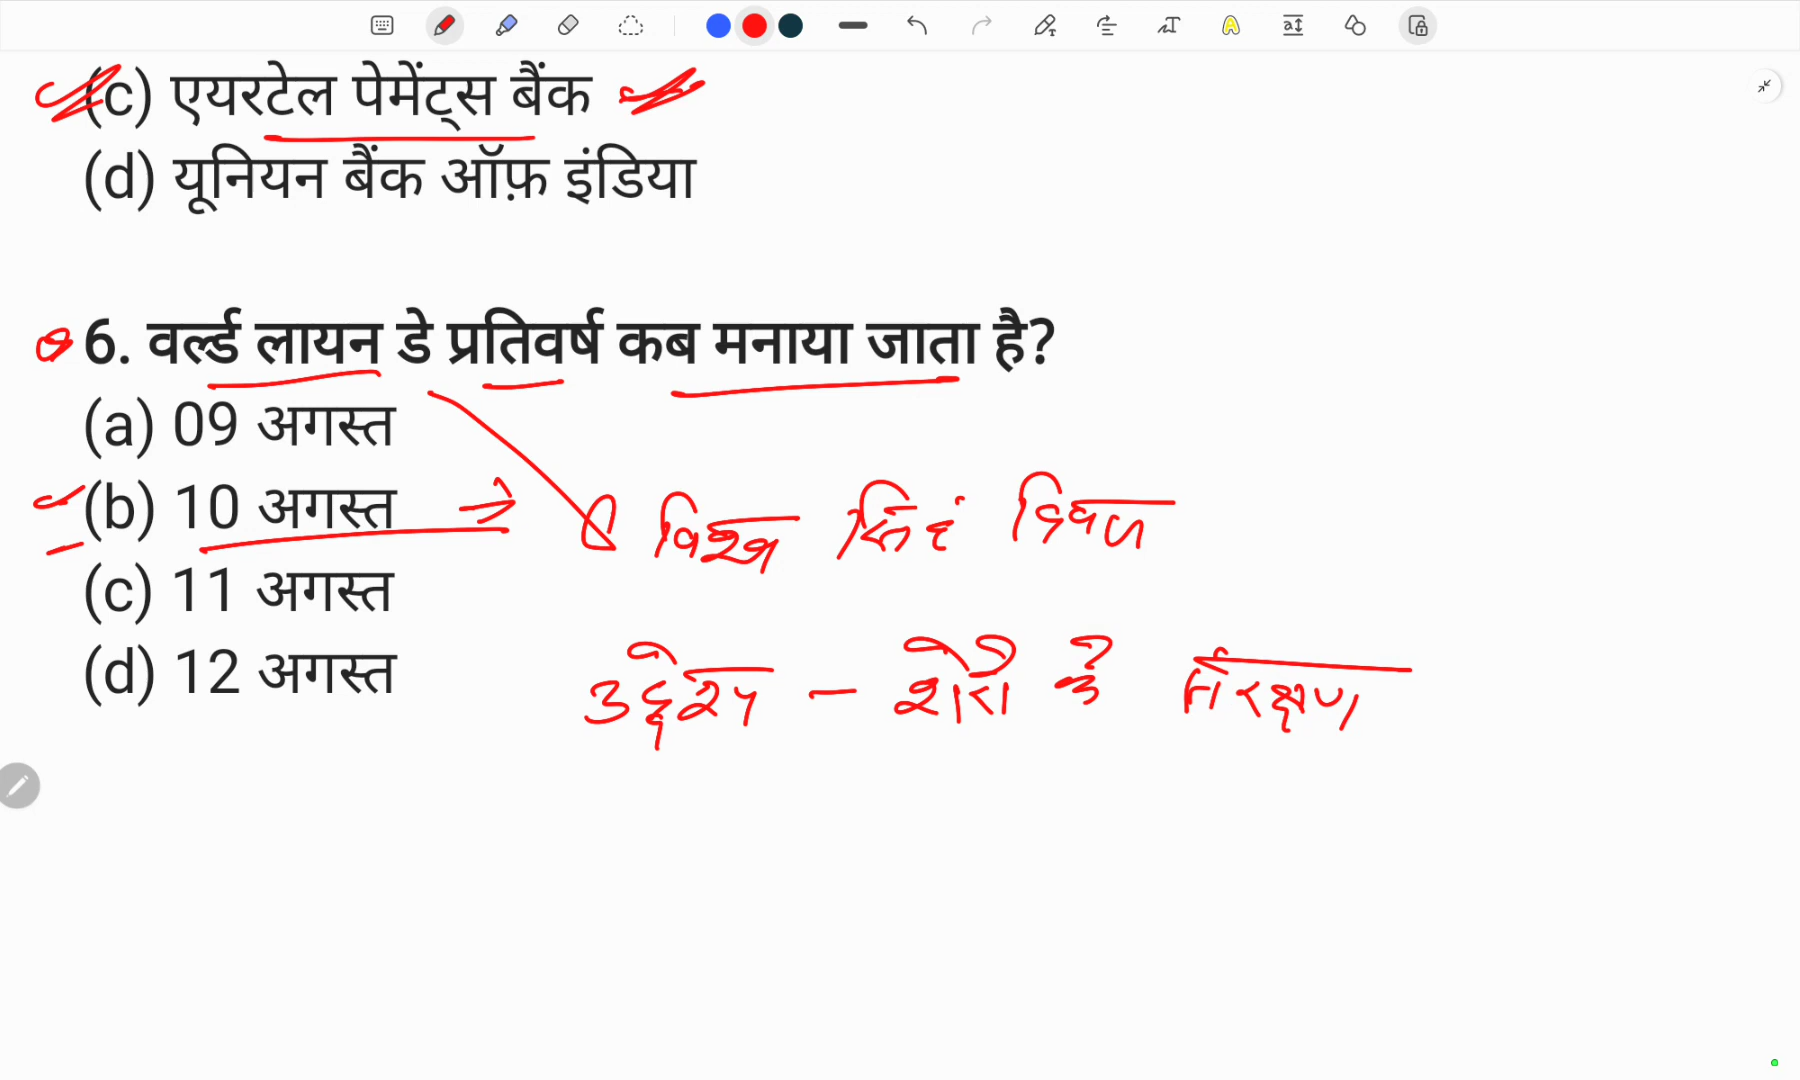 (c) एयरटेल पेमेंट्स बैंक
(d) यूनियन बैंक ऑफ़ इंडिया
6. वर्ल्ड लायन डे प्रतिवर्ष कब मनाया जाता है?
(a) 09 अगस्त
(b) 10 अगस्त
विश्व सिंह दिवस
(c) 11 अगस्त
(d) 12 अगस्त
उद्देश्य - शेरों के संरक्षण